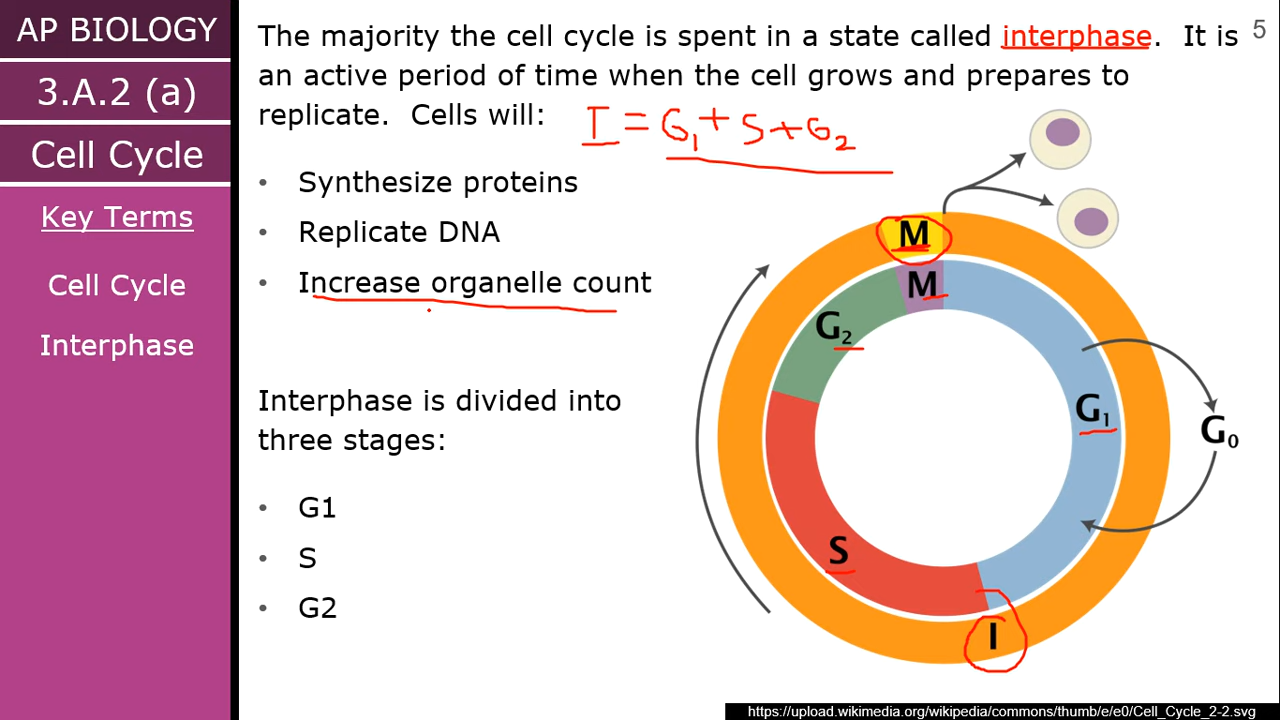 AP BIOLOGY
3.A.2 (a)
Cell Cycle
Key Terms
Cell Cycle
Interphase
The majority the cell cycle is spent in a state called interphase. It is
an active period of time when the cell grows and prepares to
replicate. Cells will:
I = G1 + S + G2
• Synthesize proteins
• Replicate DNA
• Increase organelle count
Interphase is divided into
three stages:
• G1
• S
• G2
5
M
M
G2
G1
G0
S
I
https://upload.wikimedia.org/wikipedia/commons/thumb/e/e0/Cell_Cycle_2-2.svg